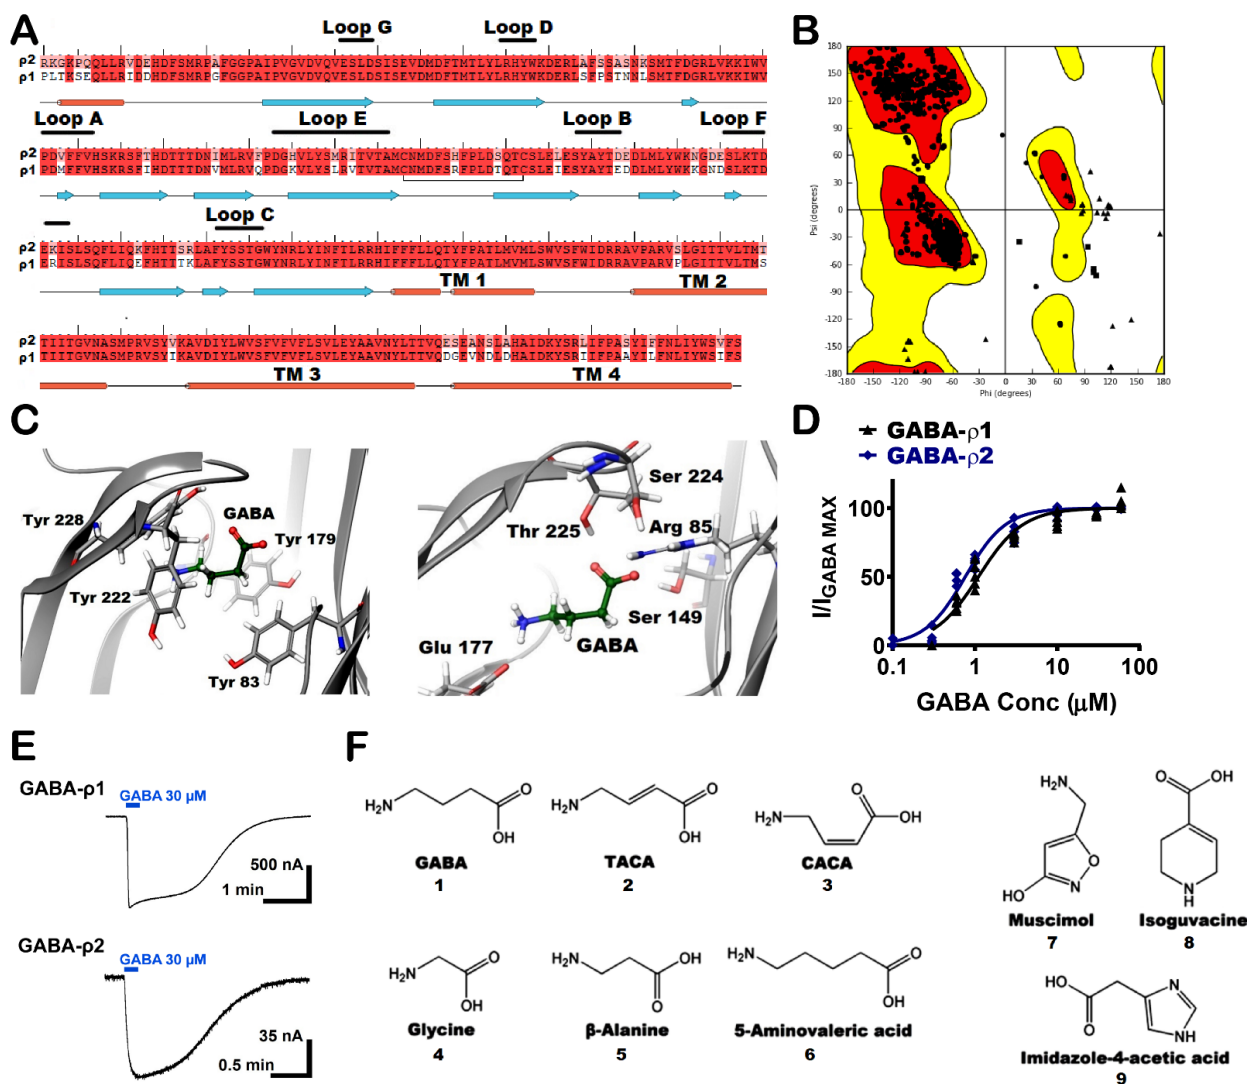 A
Loop G
Loop D
ρ2 RKGKPQQLLRVDEHDFSMRPAFGGPAIPVGVDVQVESLDSISEVDMDFTMTLYLRHYWKDERLAFSSASNKSMTFDGRLVKKIWV
ρ1 PLTKSEQLLRIDDHDFSMRPGFGGPAIPVGVDVQVESLDSISEVDMDFTMTLYLRHYWKDERLSFPSTNNLSMTFDGRLVKKIWV
Loop A
Loop E
Loop B
Loop F
ρ2 PDVFFVHSKRSFTHDTTTDNIMLRVFPDGHVLYSMRITVTAMCNMDFSHFPLDSQTCSLELESYAYTDEDLMLYWKNGDESLKTD
ρ1 PDMFFVHSKRSFIHDTTTDNVMLRVQPDGKVLYSLRVTVTAMCNMDFSRFPLDTQTCSLEIESYAYTEDDLMLYWKKGNDSLKTD
Loop C
ρ2 EKISLSQFLIQKFHTTSRLAFYSSTGWYNRLYINFTLRRHIFFFLLQTYFPATLMVMLSWVSFWIDRRAVPARVSLGITTVLTMT
ρ1 ERISLSQFLIQEFHTTTKLAFYSSTGWYNRLYINFTLRRHIFFFLLQTYFPATLMVMLSWVSFWIDRRAVPARVPLGITTVLTMS
TM 1
TM 2
ρ2 TIITGVNASMPRVSYVKAVDIYLWVSFVFVFLSVLEYAAVNYLTTVQESEANSLAHAIDKYSRLIFPASYIFFNLIYWSVFS
ρ1 TIITGVNASMPRVSYIKAVDIYLWVSFVFVFLSVLEYAAVNYLTTVQDGEVNDLDHAIDKYSRIIFPAAYILFNLIYWSIFS
TM 3
TM 4
B
180
150
120
90
60
30
0
-30
-60
-90
-120
-150
-180
Psi (degrees)
-180 -150 -120 -90 -60 -30 0 30 60 90 120 150 180
Phi (degrees)
C
Tyr 228
GABA
Tyr 179
Tyr 222
Tyr 83
Ser 224
Thr 225
Arg 85
Ser 149
Glu 177
GABA
D
GABA-ρ1
GABA-ρ2
I/IGABA MAX
100
50
0
0.1 1 10 100
GABA Conc (μM)
E
GABA-ρ1
GABA 30 μM
500 nA
1 min
GABA-ρ2
GABA 30 μM
35 nA
0.5 min
F
H2N
O
OH
GABA
1
H2N
O
OH
TACA
2
H2N
O
OH
CACA
3
H2N
O
OH
Glycine
4
H2N
OH
O
β-Alanine
5
H2N
O
OH
5-Aminovaleric acid
6
NH2
O
N
HO
Muscimol
7
O
OH
N
H
Isoguvacine
8
HO
O
N
NH
Imidazole-4-acetic acid
9